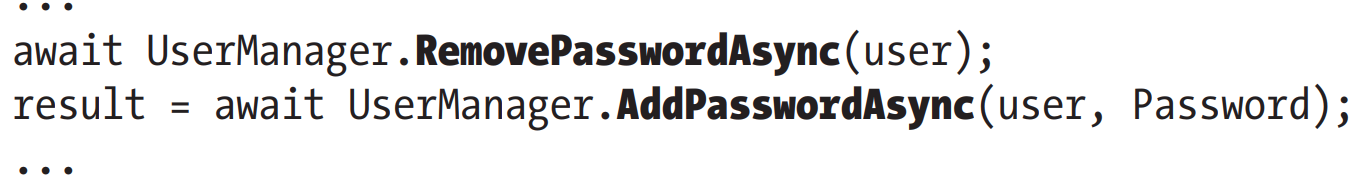 ...
await UserManager.RemovePasswordAsync(user);
result = await UserManager.AddPasswordAsync(user, Password);
...